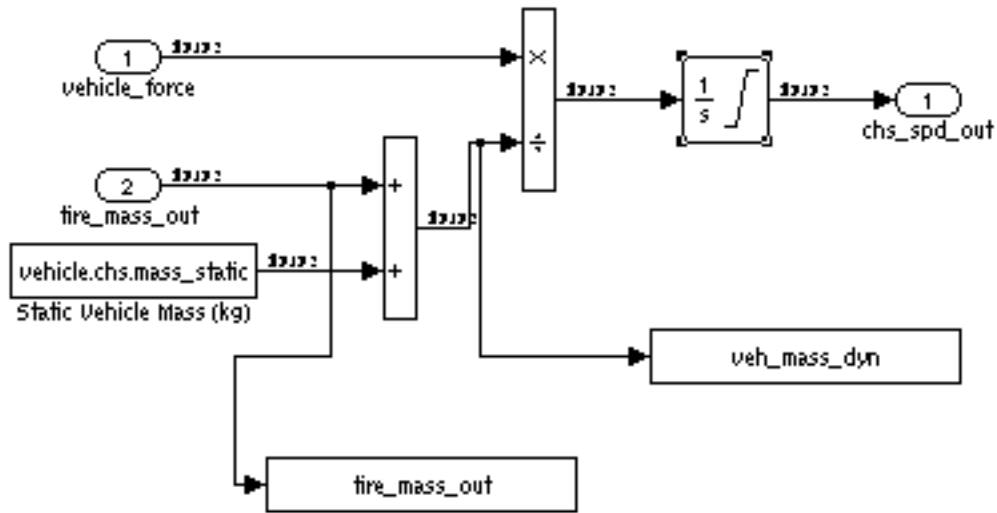 1
vehicle_force
×
÷
1
s
1
chs_spd_out
2
tire_mass_out
+
+
vehicle.chs.mass_static
Static Vehicle Mass (kg)
veh_mass_dyn
tire_mass_out